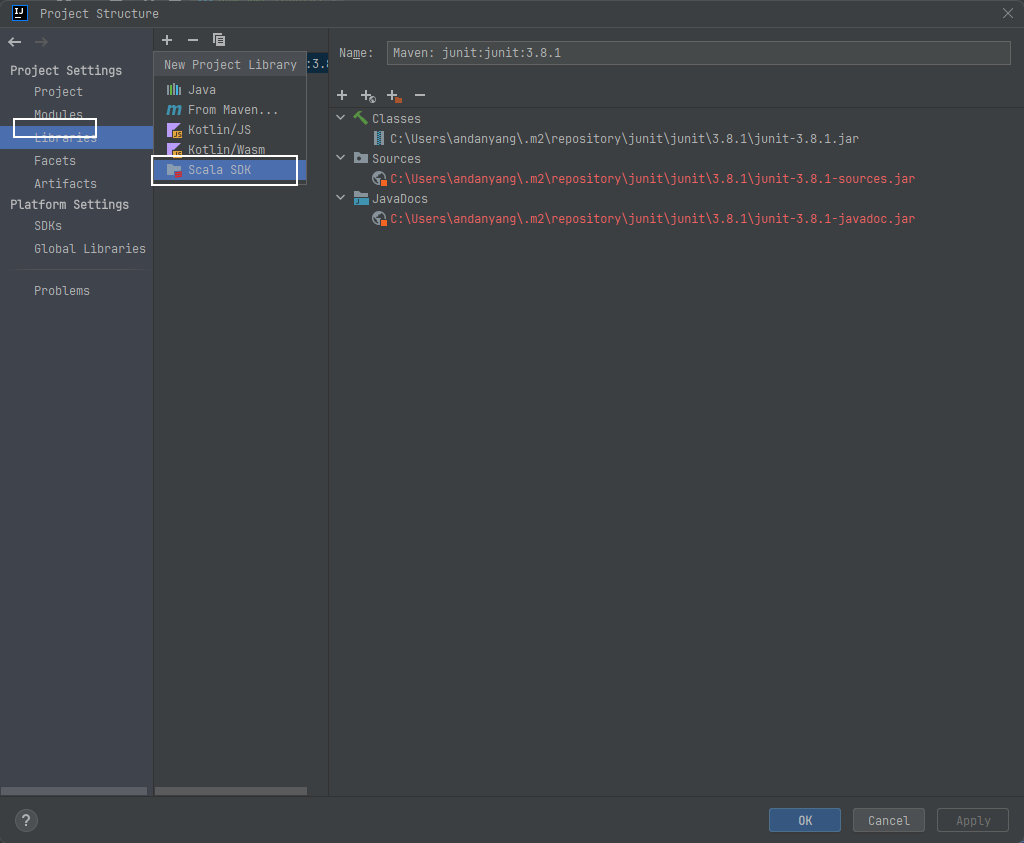 Project Structure
Project Settings
Project
Modules
Libraries
Facets
Artifacts
Platform Settings
SDKs
Global Libraries
Problems
New Project Library
Java
From Maven...
Kotlin/JS
Kotlin/Wasm
Scala SDK
:3.8
Name:
Maven: junit:junit:3.8.1
Classes
C:\Users\andanyang\.m2\repository\junit\junit\3.8.1\junit-3.8.1.jar
Sources
C:\Users\andanyang\.m2\repository\junit\junit\3.8.1\junit-3.8.1-sources.jar
JavaDocs
C:\Users\andanyang\.m2\repository\junit\junit\3.8.1\junit-3.8.1-javadoc.jar
?
OK
Cancel
Apply